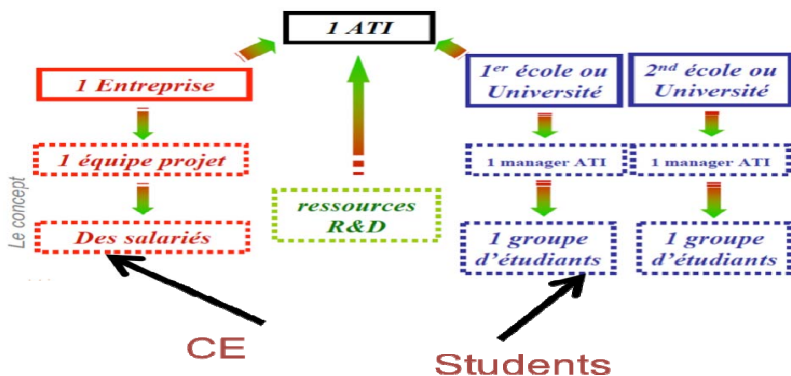 1 ATI
1 Entreprise
1er école ou
Université
2nd école ou
Université
1 équipe projet
1 manager ATI
1 manager ATI
ressources
R&D
Des salariés
1 groupe
d'étudiants
1 groupe
d'étudiants
Le concept
CE
Students